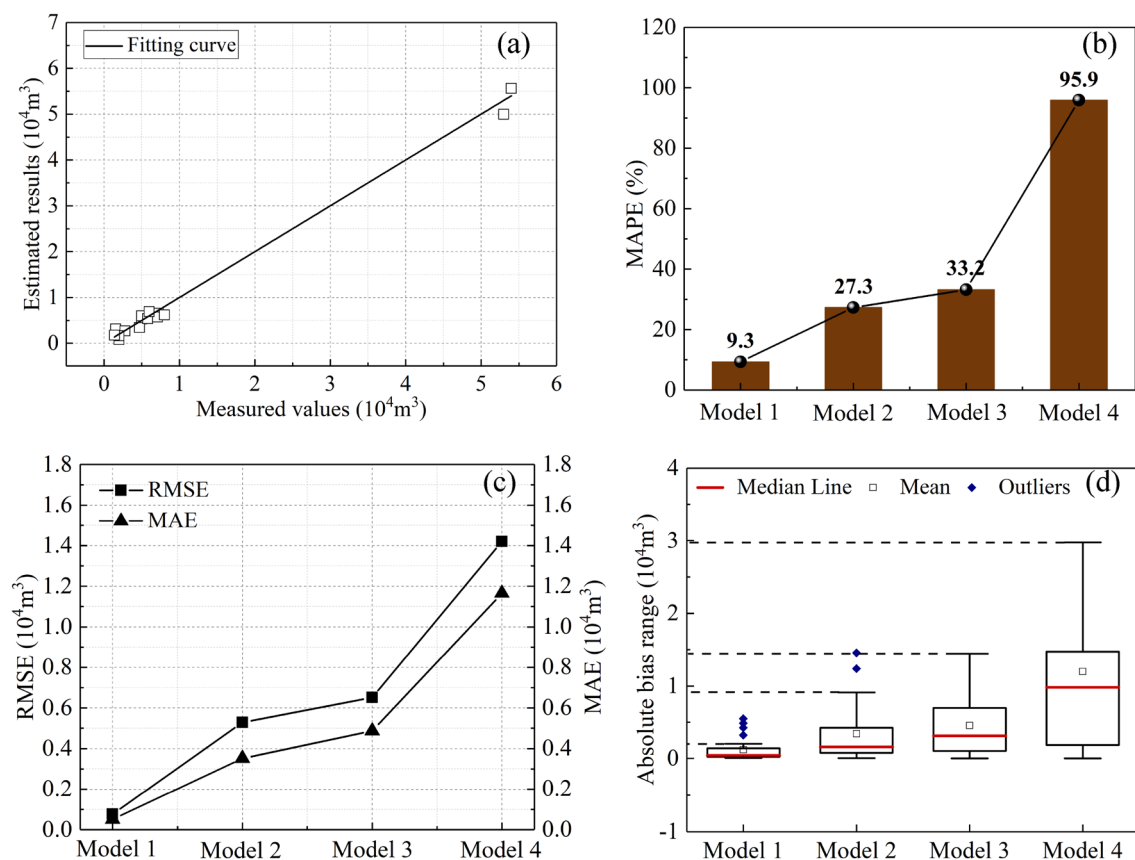 (a)
Fitting curve
7
6
5
4
3
2
1
0
0 1 2 3 4 5 6
Estimated results (10⁴m³)
Measured values (10⁴m³)
(b)
120
100
80
60
40
20
0
MAPE (%)
9.3
27.3
33.2
95.9
Model 1 Model 2 Model 3 Model 4
(c)
RMSE
MAE
1.8
1.6
1.4
1.2
1.0
0.8
0.6
0.4
0.2
0.0
RMSE (10⁴m³)
1.8
1.6
1.4
1.2
1.0
0.8
0.6
0.4
0.2
0.0
MAE (10⁴m³)
Model 1 Model 2 Model 3 Model 4
(d)
Median Line Mean Outliers
4
3
2
1
0
-1
Absolute bias range (10⁴m³)
Model 1 Model 2 Model 3 Model 4